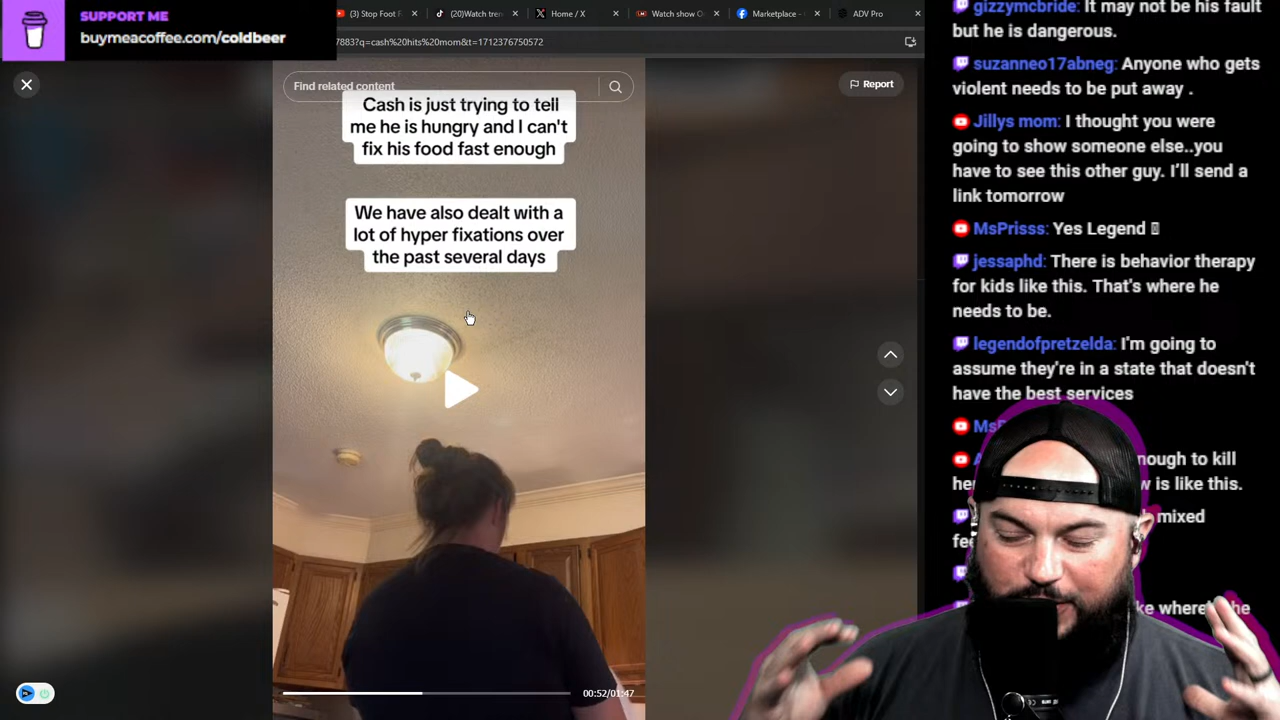 SUPPORT ME
buymeacoffee.com/coldbeer
(3) Stop Foot F
(20)Watch tren
Home / X
Watch show O
Facebook
Marketplace
ADV Pro
7883?q=cash%20hits%20mom&t=1712376750572
Find related content
Report
Cash is just trying to tell
me he is hungry and I can't
fix his food fast enough
We have also dealt with a
lot of hyper fixations over
the past several days
00:52/01:47
gizzymcbride: It may not be his fault
but he is dangerous.
suzanneo17abneg: Anyone who gets
violent needs to be put away .
Jillys mom: I thought you were
going to show someone else..you
have to see this other guy. I'll send a
link tomorrow
MsPrisss: Yes Legend
jessaphd: There is behavior therapy
for kids like this. That's where he
needs to be.
legendofpretzelda: I'm going to
assume they're in a state that doesn't
have the best services
enough to kill
is like this.
mixed
where